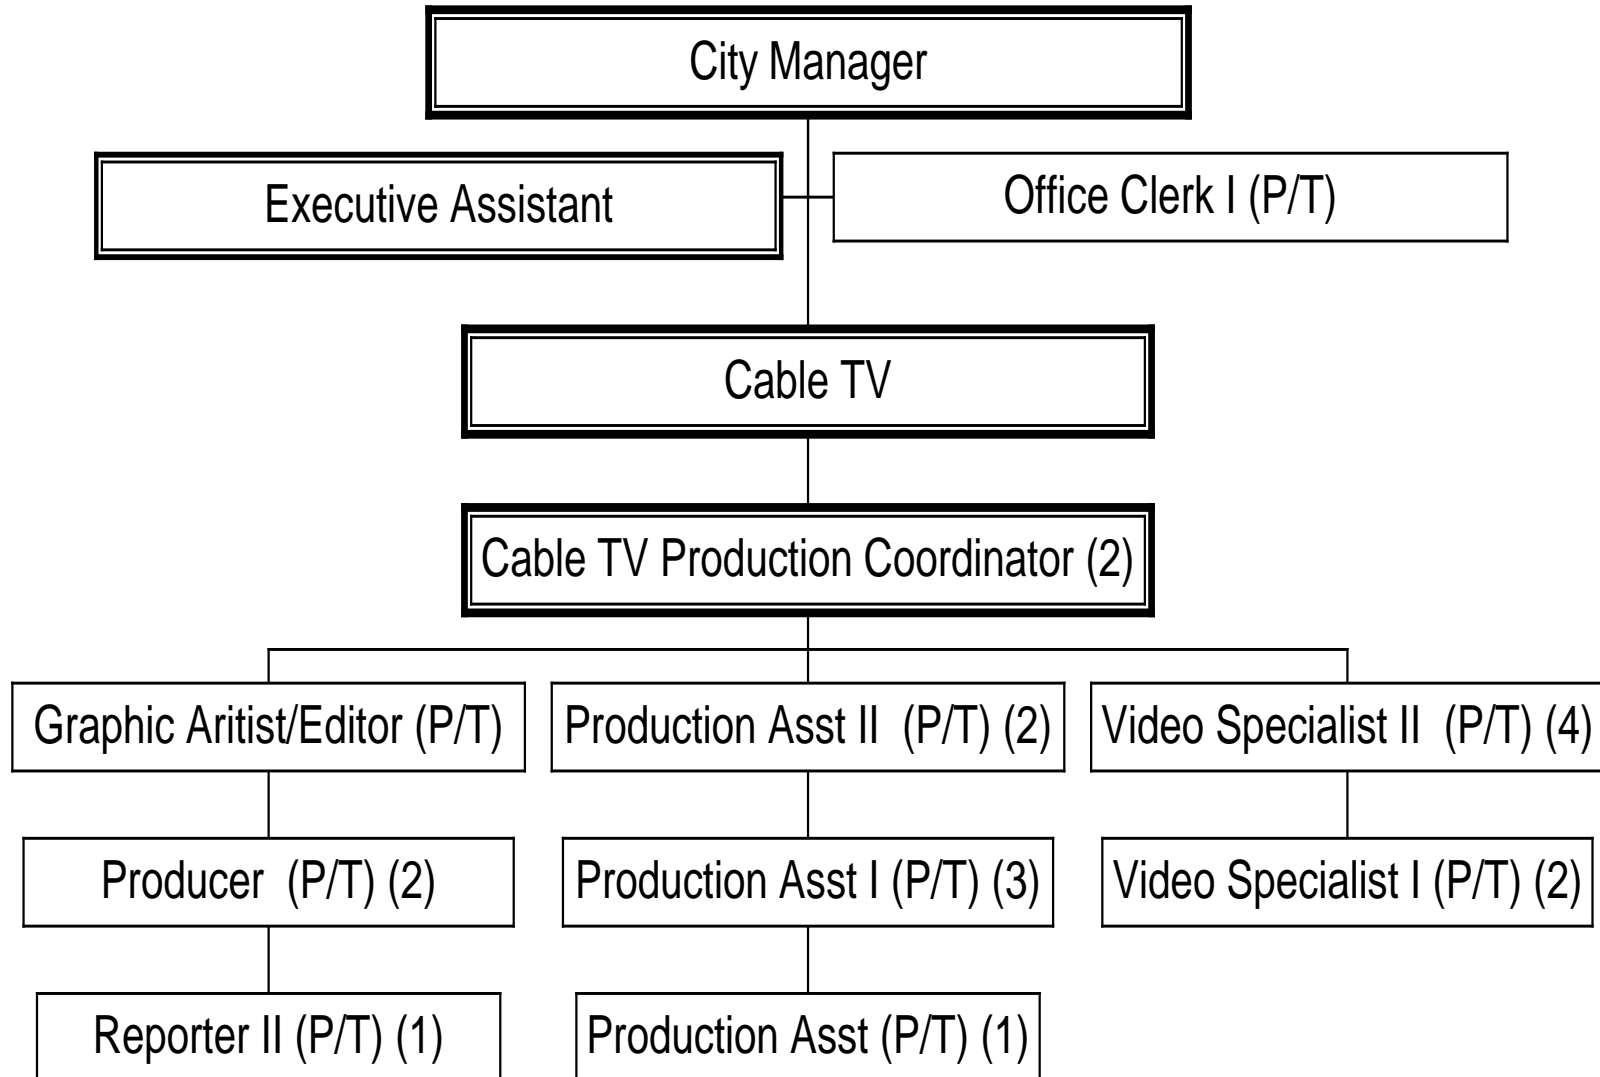 City Manager
Executive Assistant
Office Clerk I (P/T)
Cable TV
Cable TV Production Coordinator (2)
Graphic Aritist/Editor (P/T)
Production Asst II (P/T) (2)
Video Specialist II (P/T) (4)
Producer (P/T) (2)
Production Asst I (P/T) (3)
Video Specialist I (P/T) (2)
Reporter II (P/T) (1)
Production Asst (P/T) (1)